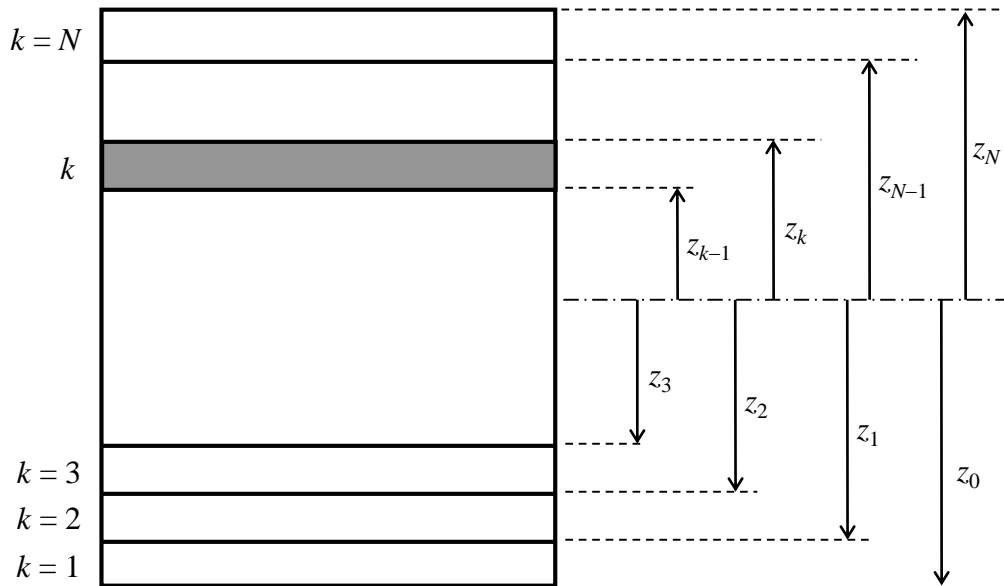 k = N
k
z_N
z_{N–1}
z_k
z_{k–1}
z_3
z_2
z_1
z_0
k = 3
k = 2
k = 1